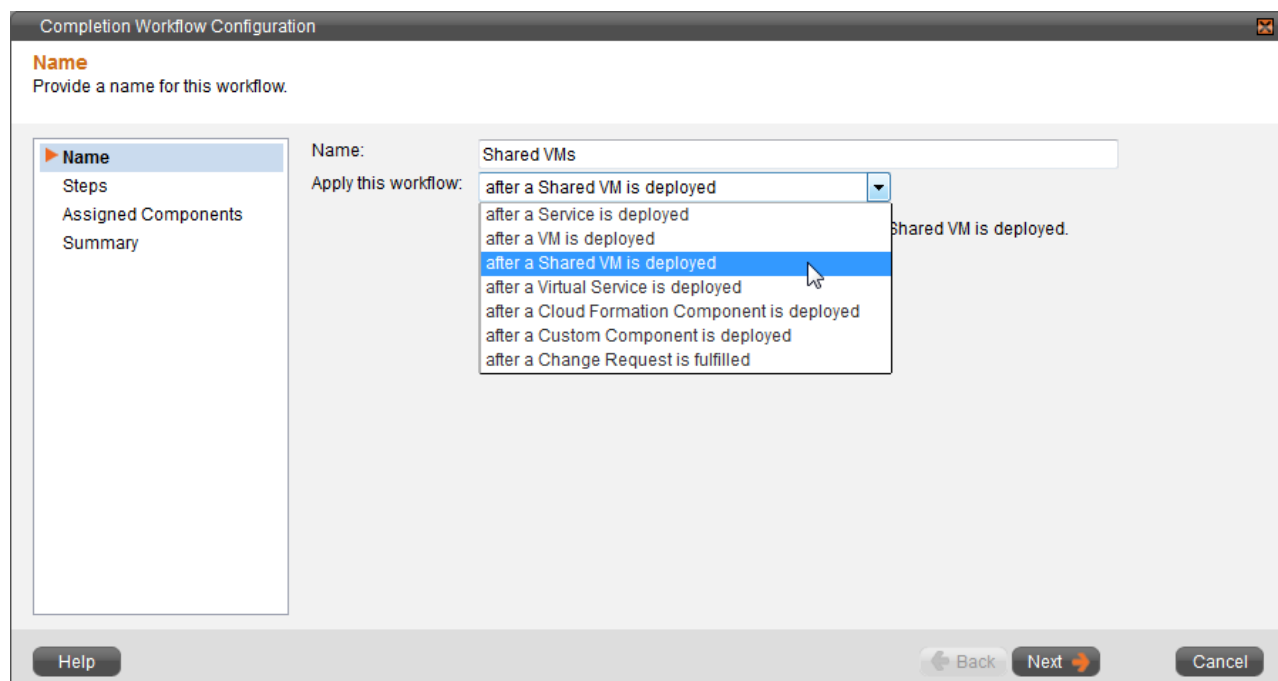 Completion Workflow Configuration
Name
Provide a name for this workflow.
Name
Steps
Assigned Components
Summary
Name:
Shared VMs
Apply this workflow:
after a Shared VM is deployed
after a Service is deployed
after a VM is deployed
after a Shared VM is deployed
after a Virtual Service is deployed
after a Cloud Formation Component is deployed
after a Custom Component is deployed
after a Change Request is fulfilled
Shared VM is deployed.
Help
Back
Next
Cancel